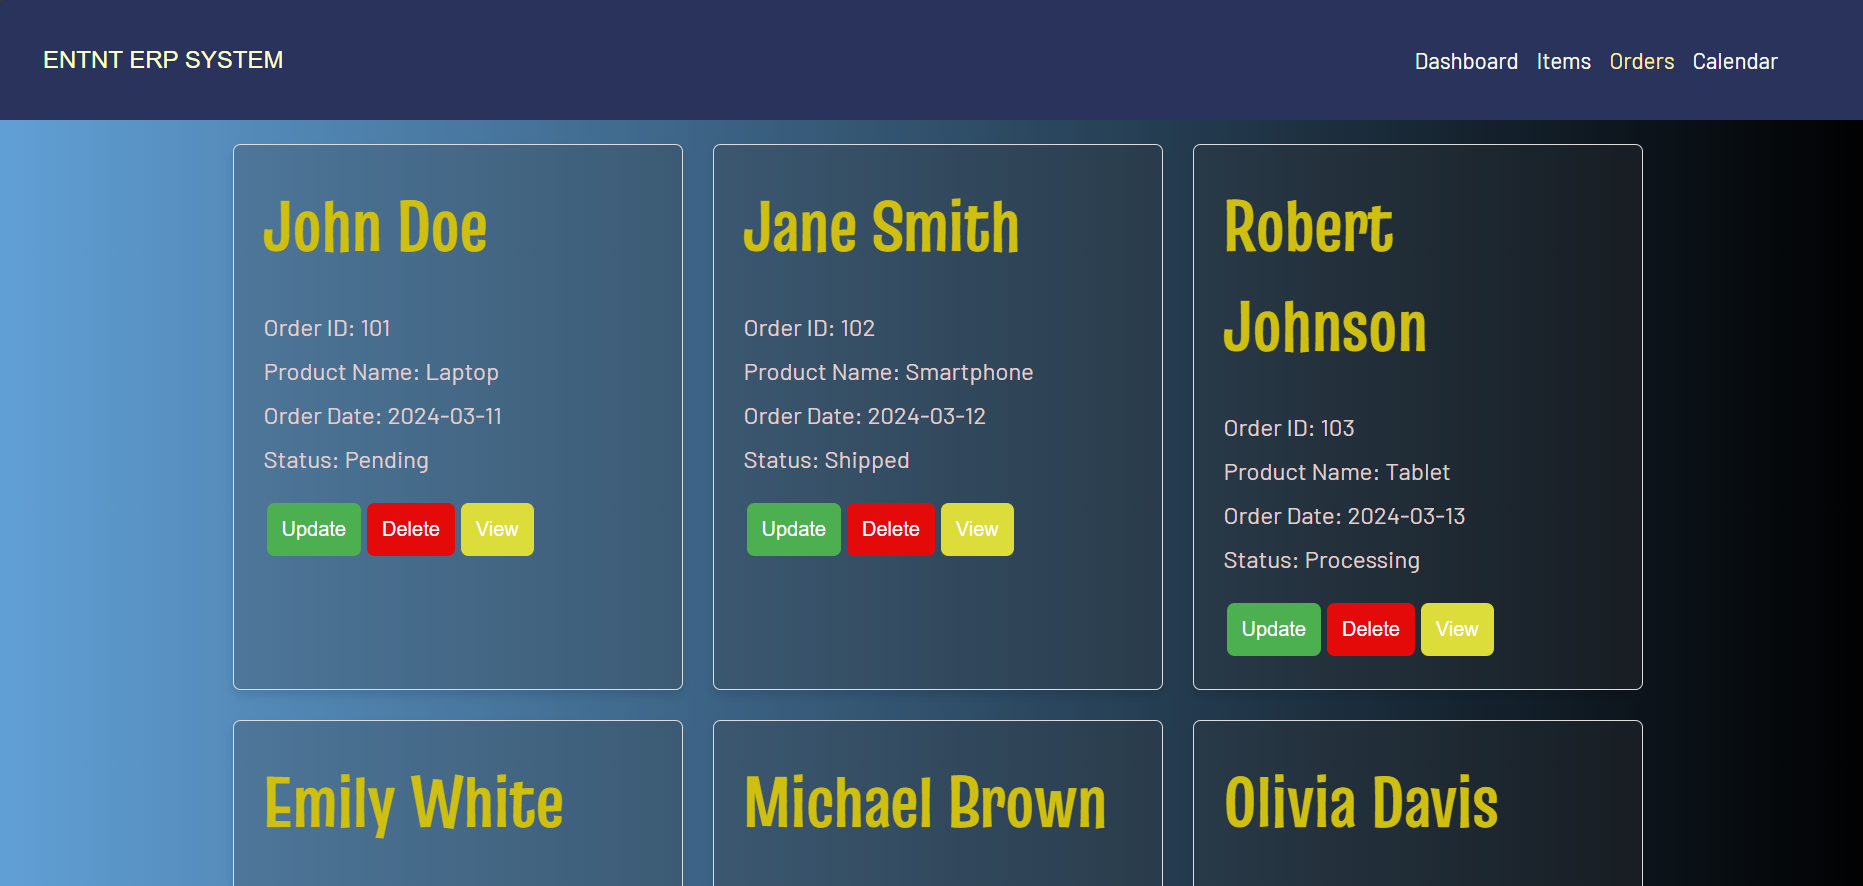 ENTNT ERP SYSTEM
Dashboard Items Orders Calendar
John Doe
Order ID: 101
Product Name: Laptop
Order Date: 2024-03-11
Status: Pending
Update Delete View
Jane Smith
Order ID: 102
Product Name: Smartphone
Order Date: 2024-03-12
Status: Shipped
Update Delete View
Robert
Johnson
Order ID: 103
Product Name: Tablet
Order Date: 2024-03-13
Status: Processing
Update Delete View
Emily White
Michael Brown
Olivia Davis